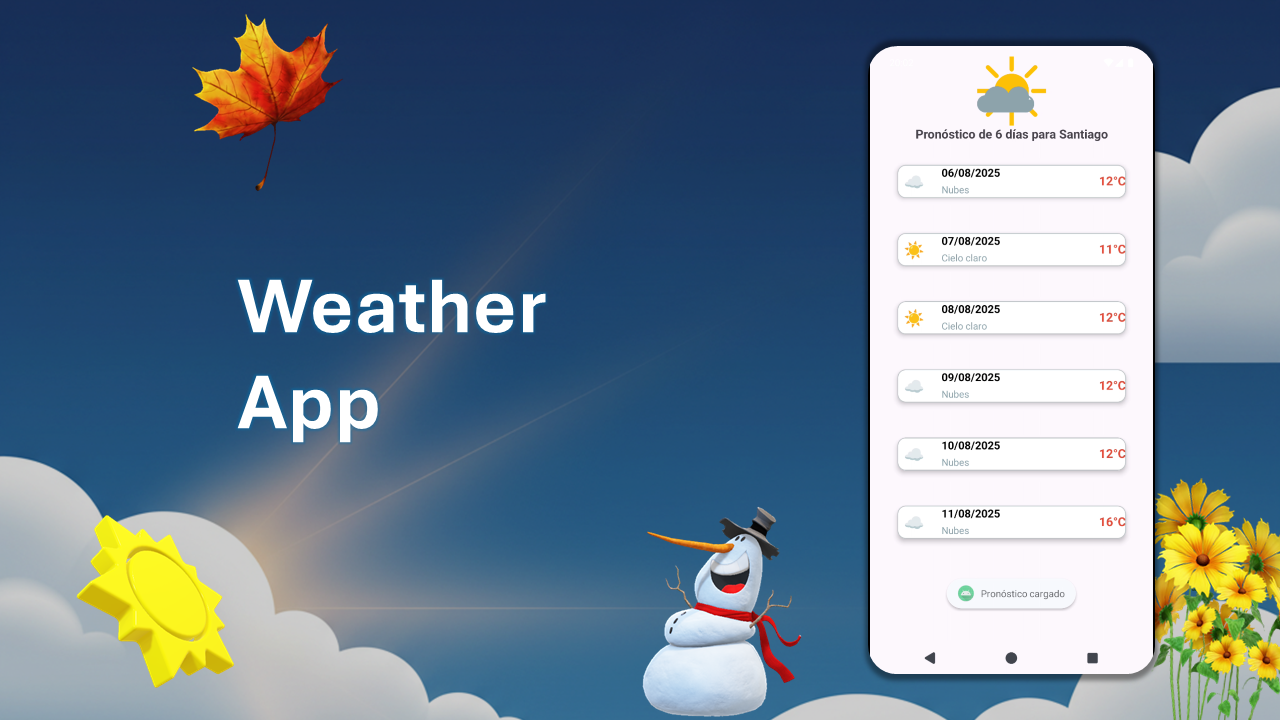 Weather
App
Pronóstico de 6 días para Santiago
06/08/2025
Nubes
12°C
07/08/2025
Cielo claro
11°C
08/08/2025
Cielo claro
12°C
09/08/2025
Nubes
12°C
10/08/2025
Nubes
12°C
11/08/2025
Nubes
16°C
Pronóstico cargado